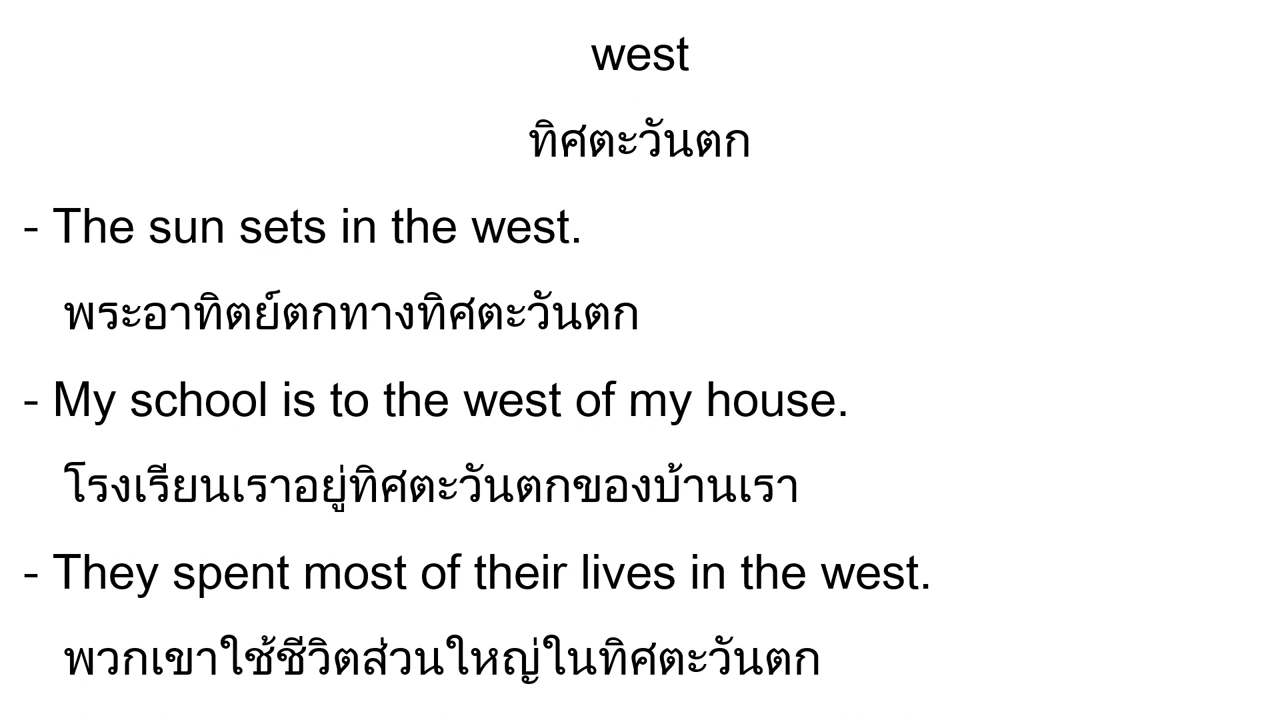 west
ทิศตะวันตก
- The sun sets in the west.
พระอาทิตย์ตกทางทิศตะวันตก
- My school is to the west of my house.
โรงเรียนเราอยู่ทิศตะวันตกของบ้านเรา
- They spent most of their lives in the west.
พวกเขาใช้ชีวิตส่วนใหญ่ในทิศตะวันตก